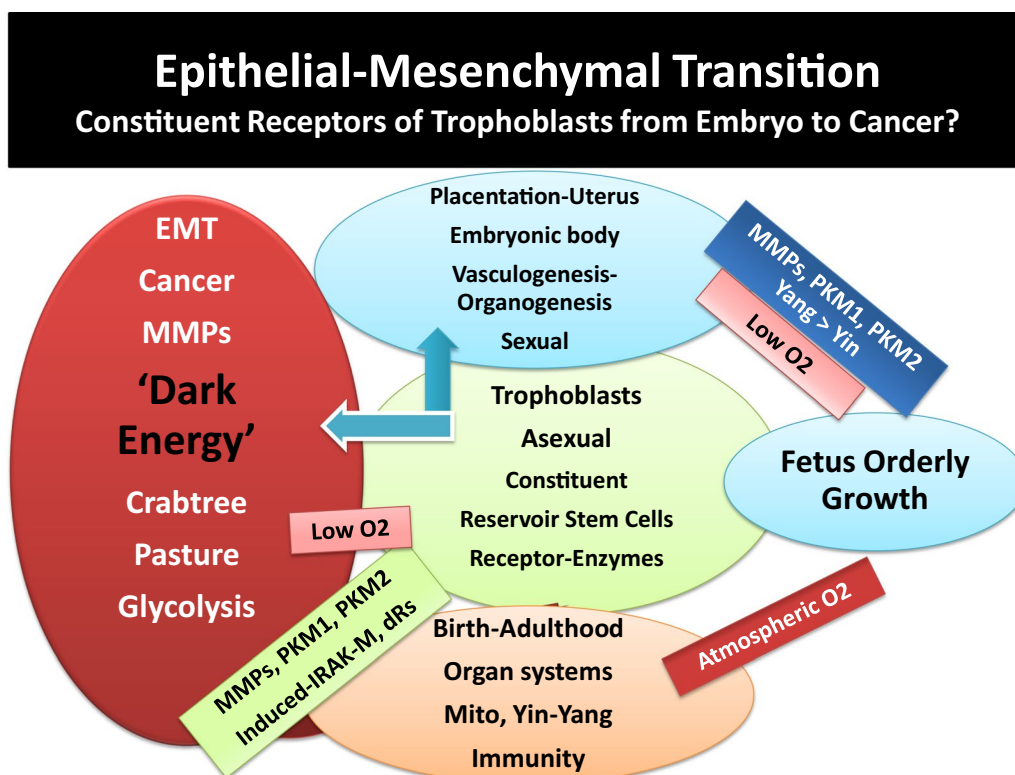 Epithelial-Mesenchymal Transition
Constituent Receptors of Trophoblasts from Embryo to Cancer?
EMT
Cancer
MMPs
‘Dark
Energy’
Crabtree
Pasture
Glycolysis
Placentation-Uterus
Embryonic body
Vasculogenesis-
Organogenesis
Sexual
MMPs, PKM1, PKM2
Yang > Yin
Low O2
Trophoblasts
Asexual
Constituent
Reservoir Stem Cells
Receptor-Enzymes
Fetus Orderly
Growth
Low O2
MMPs, PKM1, PKM2
Induced-IRAK-M, dRs
Atmospheric O2
Birth-Adulthood
Organ systems
Mito, Yin-Yang
Immunity